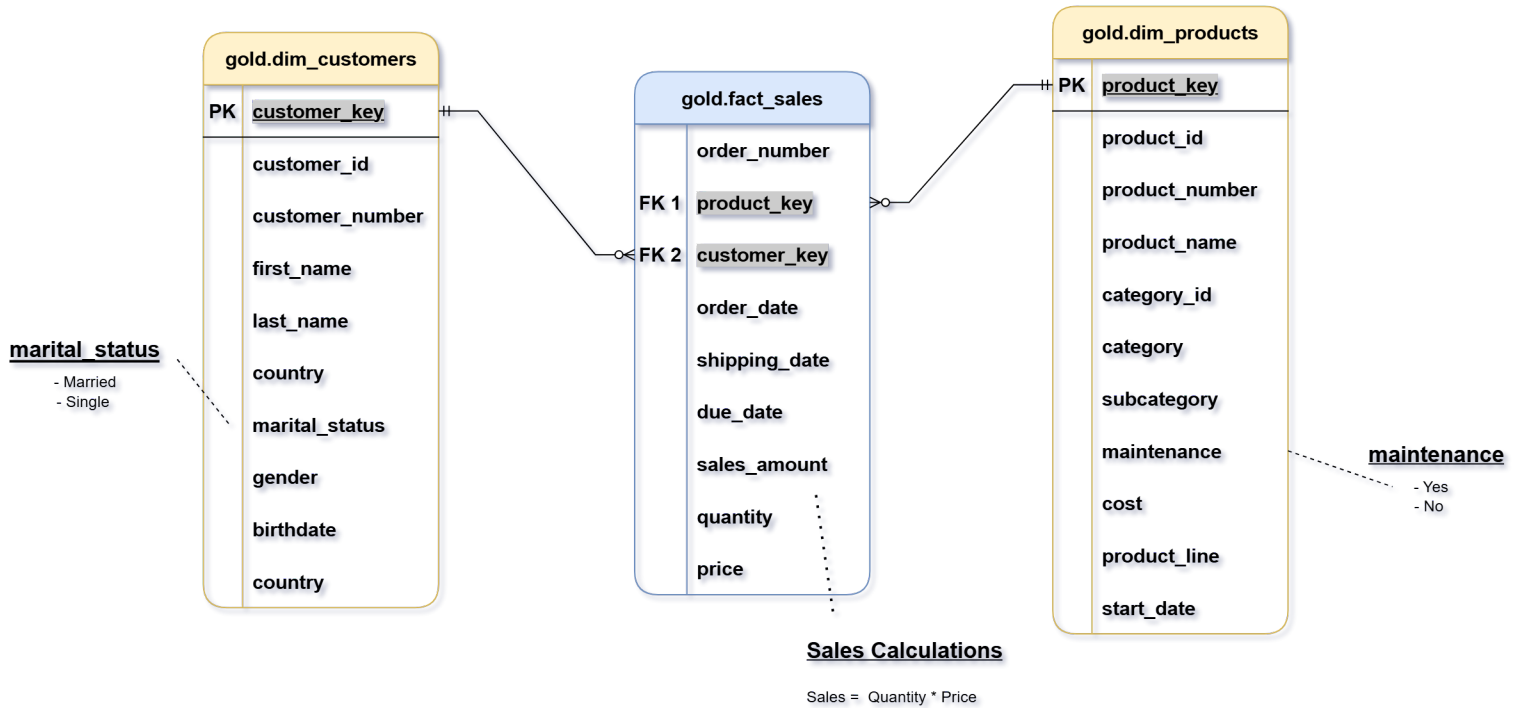 gold.dim_customers
PK customer_key
customer_id
customer_number
first_name
last_name
country
marital_status
gender
birthdate
country
marital_status
- Married
- Single
gold.fact_sales
order_number
FK 1 product_key
FK 2 customer_key
order_date
shipping_date
due_date
sales_amount
quantity
price
Sales Calculations
Sales = Quantity * Price
gold.dim_products
PK product_key
product_id
product_number
product_name
category_id
category
subcategory
maintenance
cost
product_line
start_date
maintenance
- Yes
- No